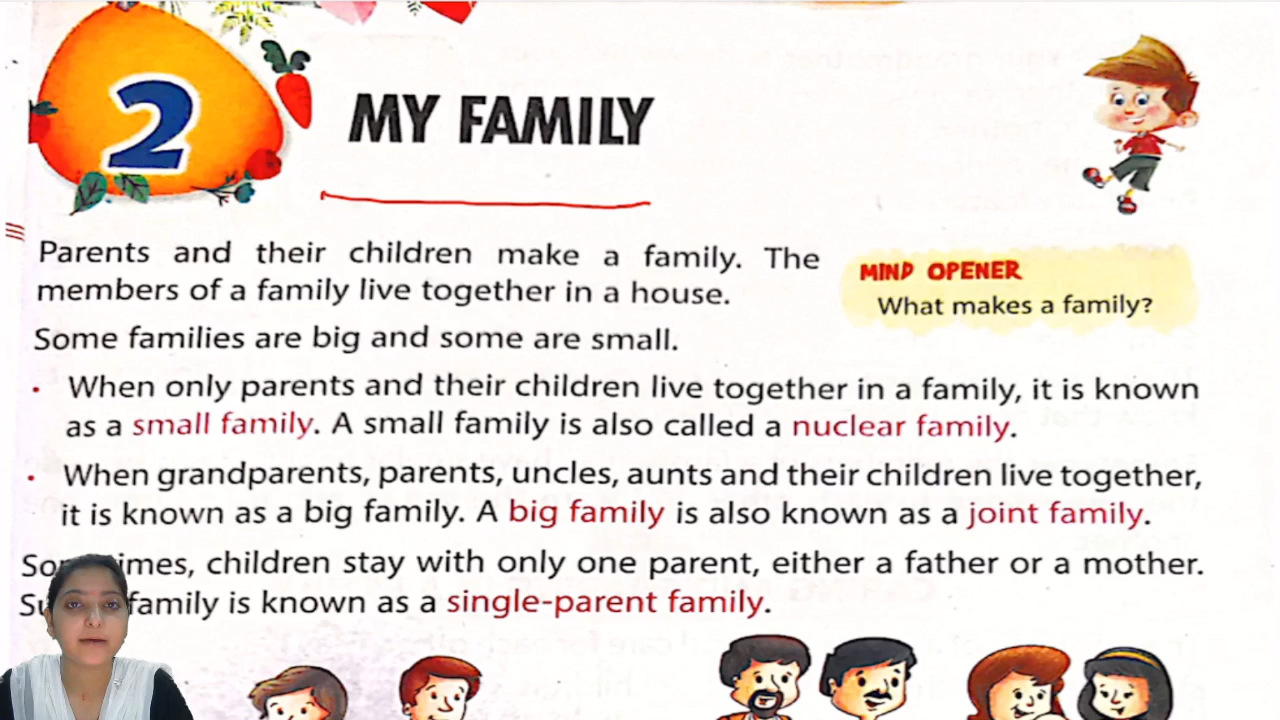 2
MY FAMILY
Parents and their children make a family. The
members of a family live together in a house.
MIND OPENER
What makes a family?
Some families are big and some are small.
• When only parents and their children live together in a family, it is known
as a small family. A small family is also called a nuclear family.
• When grandparents, parents, uncles, aunts and their children live together,
it is known as a big family. A big family is also known as a joint family.
children stay with only one parent, either a father or a mother.
family is known as a single-parent family.